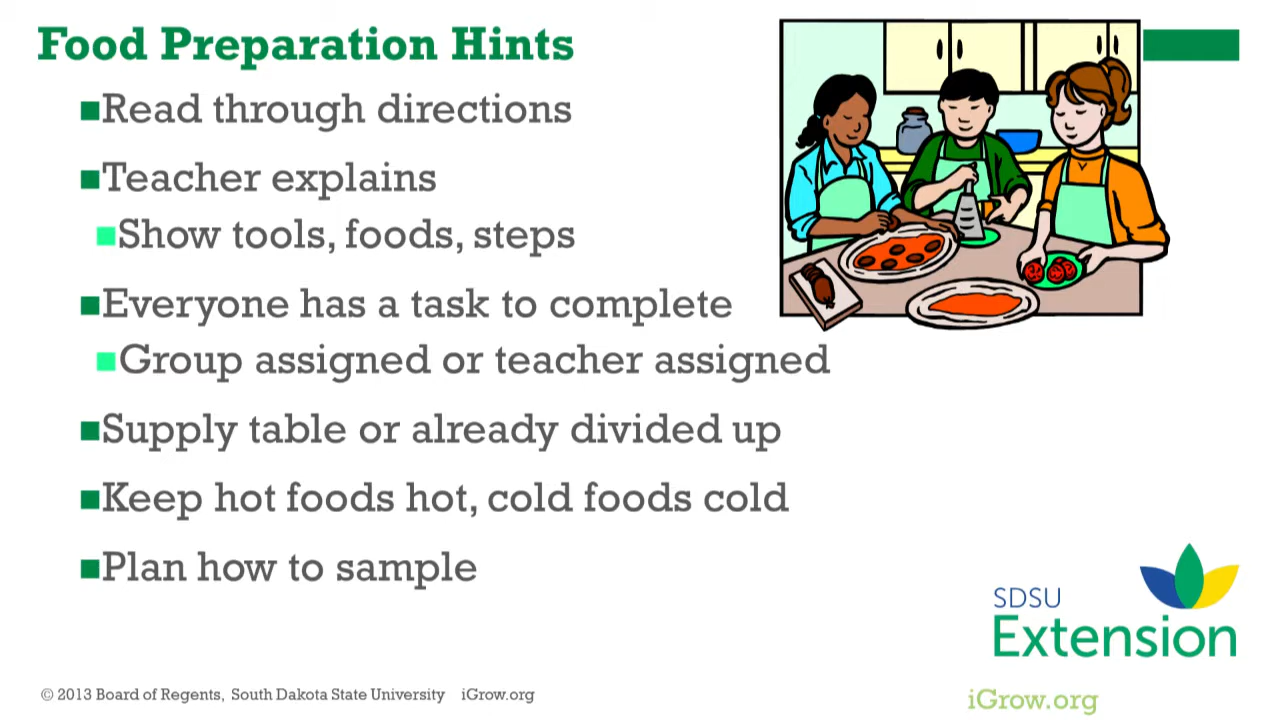 Food Preparation Hints
Read through directions
Teacher explains
Show tools, foods, steps
Everyone has a task to complete
Group assigned or teacher assigned
Supply table or already divided up
Keep hot foods hot, cold foods cold
Plan how to sample
SDSU
Extension
© 2013 Board of Regents, South Dakota State University iGrow.org
iGrow.org